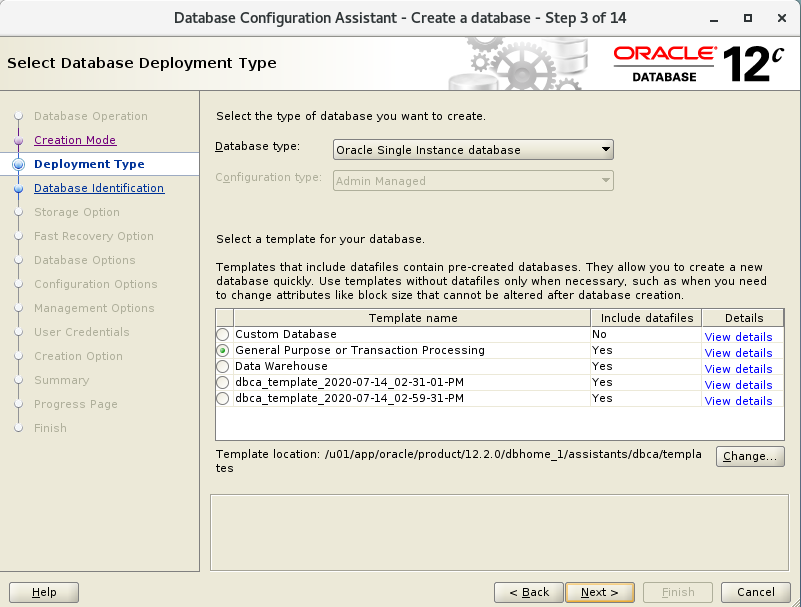 Database Configuration Assistant - Create a database - Step 3 of 14
Select Database Deployment Type
ORACLE
DATABASE
12c
Database Operation
Creation Mode
Deployment Type
Database Identification
Storage Option
Fast Recovery Option
Database Options
Configuration Options
Management Options
User Credentials
Creation Option
Summary
Progress Page
Finish
Select the type of database you want to create.
Database type: Oracle Single Instance database
Configuration type: Admin Managed
Select a template for your database.
Templates that include datafiles contain pre-created databases. They allow you to create a new
database quickly. Use templates without datafiles only when necessary, such as when you need
to change attributes like block size that cannot be altered after database creation.
Template name Include datafiles Details
Custom Database No View details
General Purpose or Transaction Processing Yes View details
Data Warehouse Yes View details
dbca_template_2020-07-14_02-31-01-PM Yes View details
dbca_template_2020-07-14_02-59-31-PM Yes View details
Template location: /u01/app/oracle/product/12.2.0/dbhome_1/assistants/dbca/templa
tes
Change...
Help
< Back
Next >
Finish
Cancel